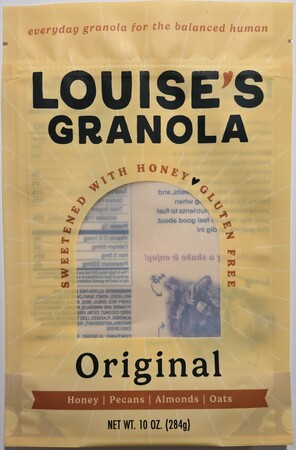 everyday granola for the balanced human
LOUISE'S
GRANOLA
SWEETENED WITH HONEY GLUTEN FREE
Original
Honey | Pecans | Almonds | Oats
NET WT. 10 OZ. (284g)